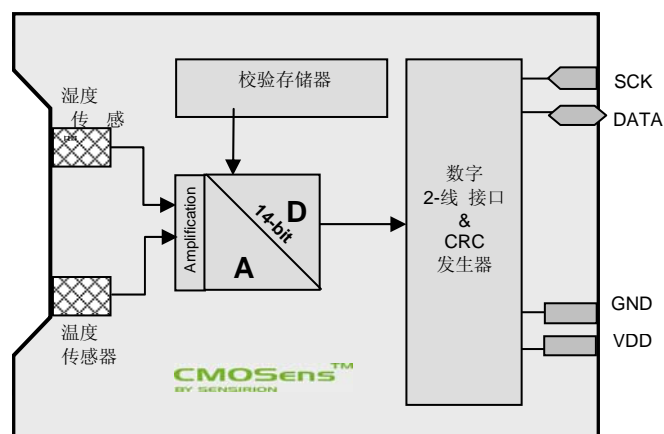 校验存储器
湿度
传 感
SCK
DATA
数字
2-线 接口
&
CRC
发生器
Amplification
14-bit
D
A
GND
VDD
温度
传感器
CMOSens™
BY SENSIRION